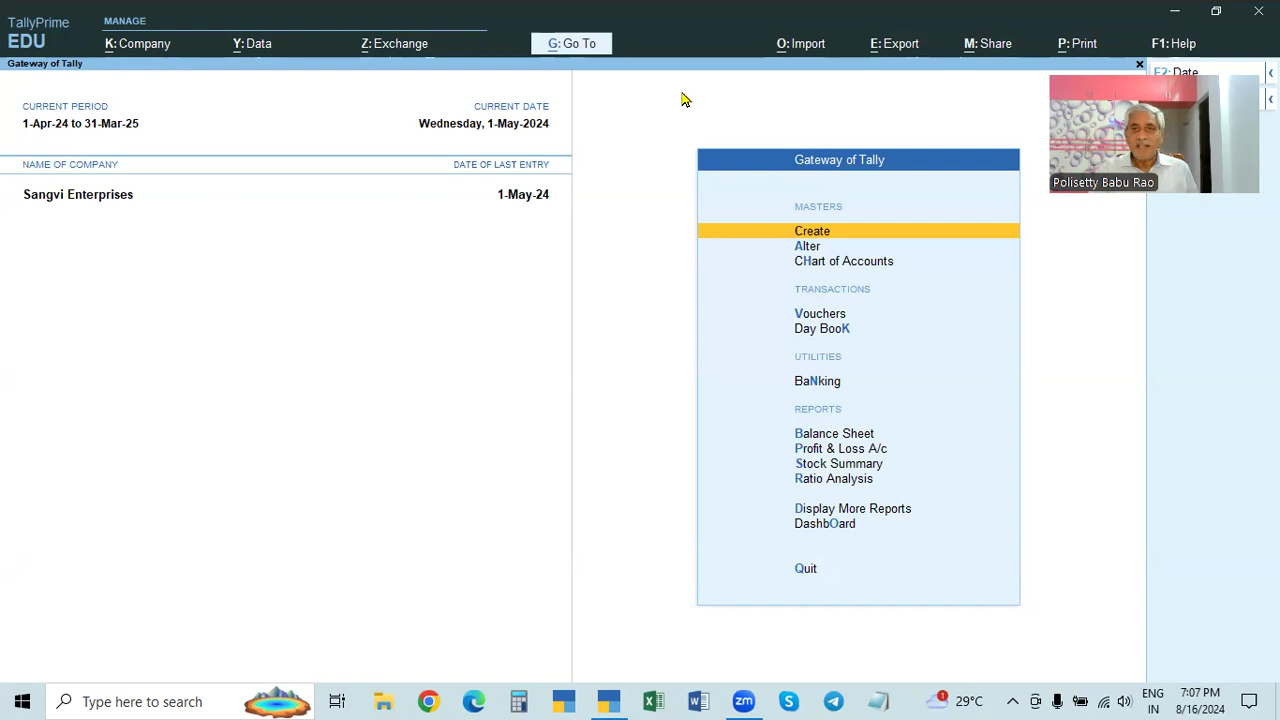 TallyPrime
EDU
MANAGE
K: Company
Y: Data
Z: Exchange
G: Go To
O: Import
E: Export
M: Share
P: Print
F1: Help
Gateway of Tally
F2: Date
CURRENT PERIOD
1-Apr-24 to 31-Mar-25
CURRENT DATE
Wednesday, 1-May-2024
NAME OF COMPANY
DATE OF LAST ENTRY
Sangvi Enterprises
1-May-24
Gateway of Tally
MASTERS
Create
Alter
CHart of Accounts
TRANSACTIONS
Vouchers
Day BooK
UTILITIES
BaNking
REPORTS
Balance Sheet
Profit & Loss A/c
Stock Summary
Ratio Analysis
Display More Reports
DashbOard
Quit
Polisetty Babu Rao
Type here to search
1
29°C
ENG
IN
7:07 PM
8/16/2024